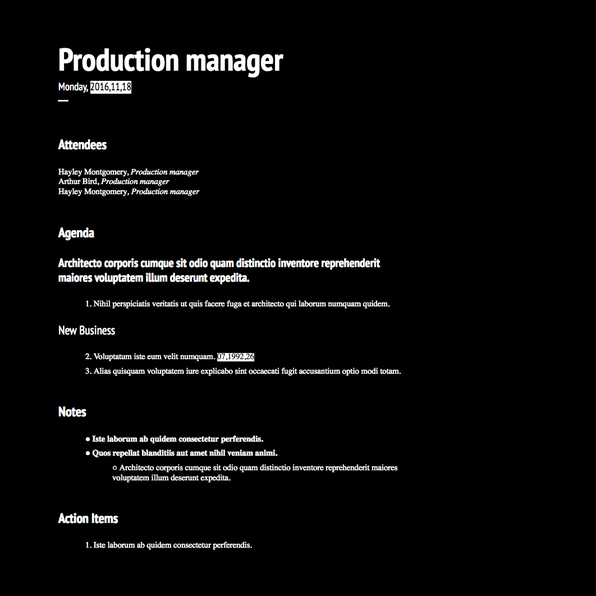 Production manager
Monday, 2016,11,18
Attendees
Hayley Montgomery, Production manager
Arthur Bird, Production manager
Hayley Montgomery, Production manager
Agenda
Architecto corporis cumque sit odio quam distinctio inventore reprehenderit
maiores voluptatem illum deserunt expedita.
1. Nihil perspiciatis veritatis ut quis facere fuga et architecto qui laborum numquam quidem.
New Business
2. Voluptatum iste eum velit numquam. 07,1992,26
3. Alias quisquam voluptatem iure explicabo sint occaecati fugit accusantium optio modi totam.
Notes
● Iste laborum ab quidem consectetur perferendis.
● Quos repellat blanditiis aut amet nihil veniam animi.
○ Architecto corporis cumque sit odio quam distinctio inventore reprehenderit maiores
voluptatem illum deserunt expedita.
Action Items
1. Iste laborum ab quidem consectetur perferendis.